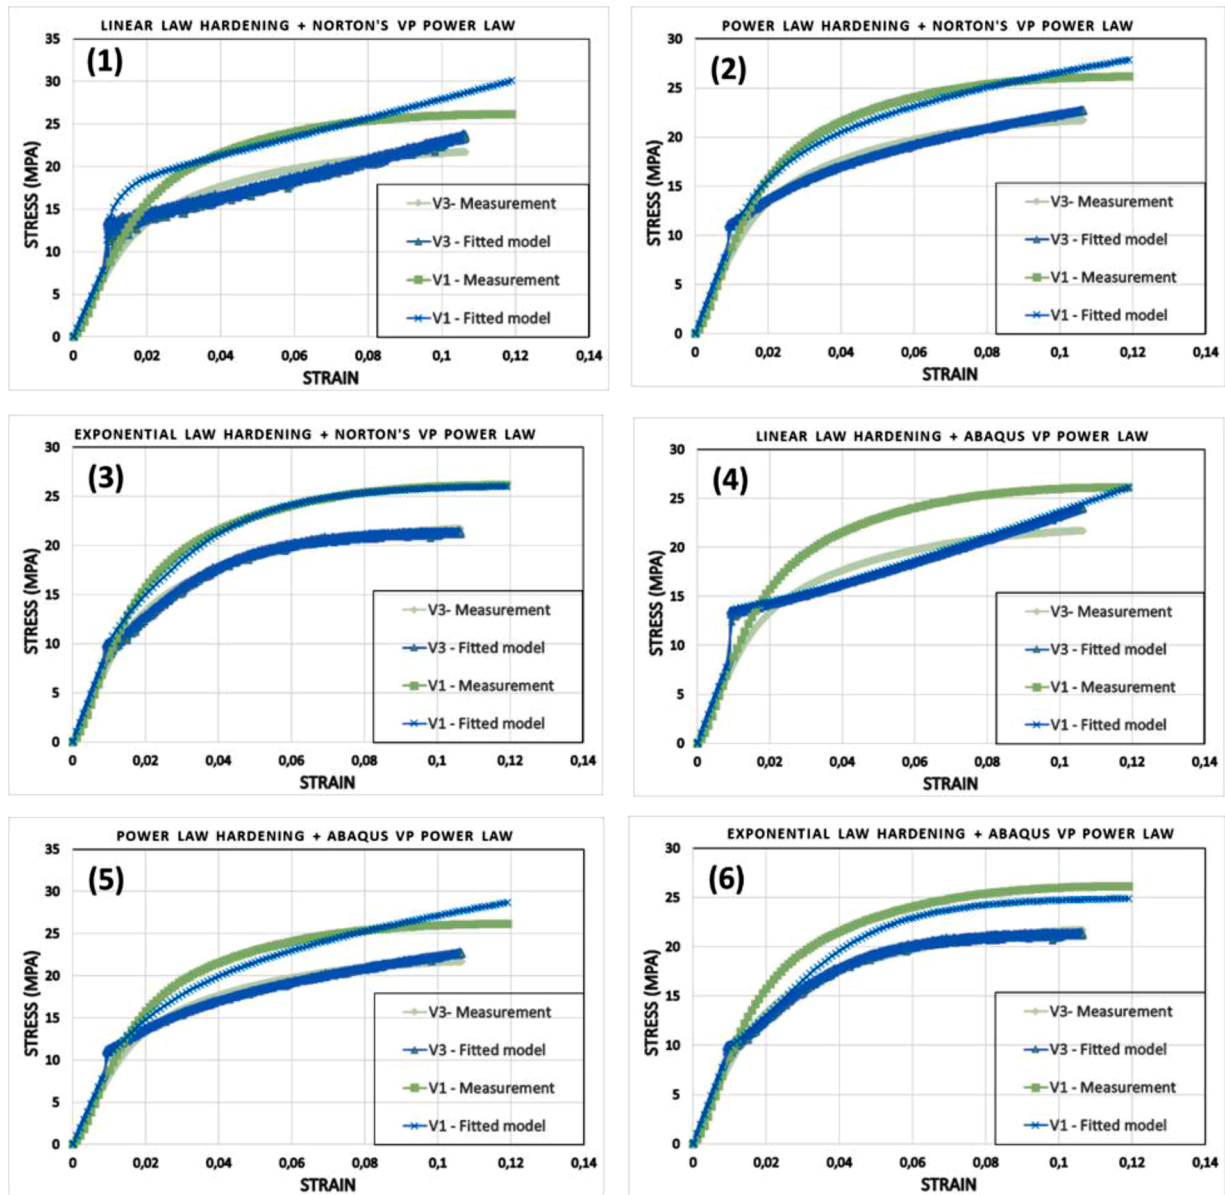 LINEAR LAW HARDENING + NORTON'S VP POWER LAW
(1)
STRESS (MPA)
35
30
25
20
15
10
5
0
0
0,02
0,04
0,06
0,08
0,1
0,12
0,14
STRAIN
V3- Measurement
V3 - Fitted model
V1 - Measurement
V1 - Fitted model
POWER LAW HARDENING + NORTON'S VP POWER LAW
(2)
STRESS (MPA)
30
25
20
15
10
5
0
0
0,02
0,04
0,06
0,08
0,1
0,12
0,14
STRAIN
V3- Measurement
V3 - Fitted model
V1 - Measurement
V1 - Fitted model
EXPONENTIAL LAW HARDENING + NORTON'S VP POWER LAW
(3)
STRESS (MPA)
30
25
20
15
10
5
0
0
0,02
0,04
0,06
0,08
0,1
0,12
0,14
STRAIN
V3- Measurement
V3 - Fitted model
V1 - Measurement
V1 - Fitted model
LINEAR LAW HARDENING + ABAQUS VP POWER LAW
(4)
STRESS (MPA)
30
25
20
15
10
5
0
0
0,02
0,04
0,06
0,08
0,1
0,12
0,14
STRAIN
V3- Measurement
V3 - Fitted model
V1 - Measurement
V1 - Fitted model
POWER LAW HARDENING + ABAQUS VP POWER LAW
(5)
STRESS (MPA)
35
30
25
20
15
10
5
0
0
0,02
0,04
0,06
0,08
0,1
0,12
0,14
STRAIN
V3- Measurement
V3 - Fitted model
V1 - Measurement
V1 - Fitted model
EXPONENTIAL LAW HARDENING + ABAQUS VP POWER LAW
(6)
STRESS (MPA)
30
25
20
15
10
5
0
0
0,02
0,04
0,06
0,08
0,1
0,12
0,14
STRAIN
V3- Measurement
V3 - Fitted model
V1 - Measurement
V1 - Fitted model